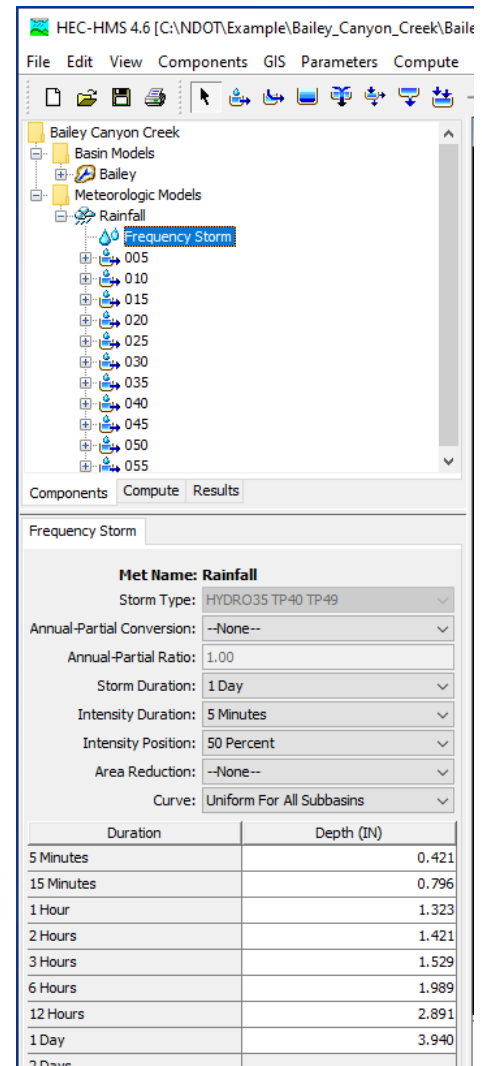 HEC-HMS 4.6 [C:\NDOT\Example\Bailey_Canyon_Creek\Baile
File Edit View Components GIS Parameters Compute
Bailey Canyon Creek
Basin Models
Bailey
Meteorologic Models
Rainfall
Frequency Storm
005
010
015
020
025
030
035
040
045
050
055
Components Compute Results
Frequency Storm
Met Name: Rainfall
Storm Type: HYDRO35 TP40 TP49
Annual-Partial Conversion: --None--
Annual-Partial Ratio: 1.00
Storm Duration: 1 Day
Intensity Duration: 5 Minutes
Intensity Position: 50 Percent
Area Reduction: --None--
Curve: Uniform For All Subbasins
Duration Depth (IN)
5 Minutes 0.421
15 Minutes 0.796
1 Hour 1.323
2 Hours 1.421
3 Hours 1.529
6 Hours 1.989
12 Hours 2.891
1 Day 3.940
2 Days